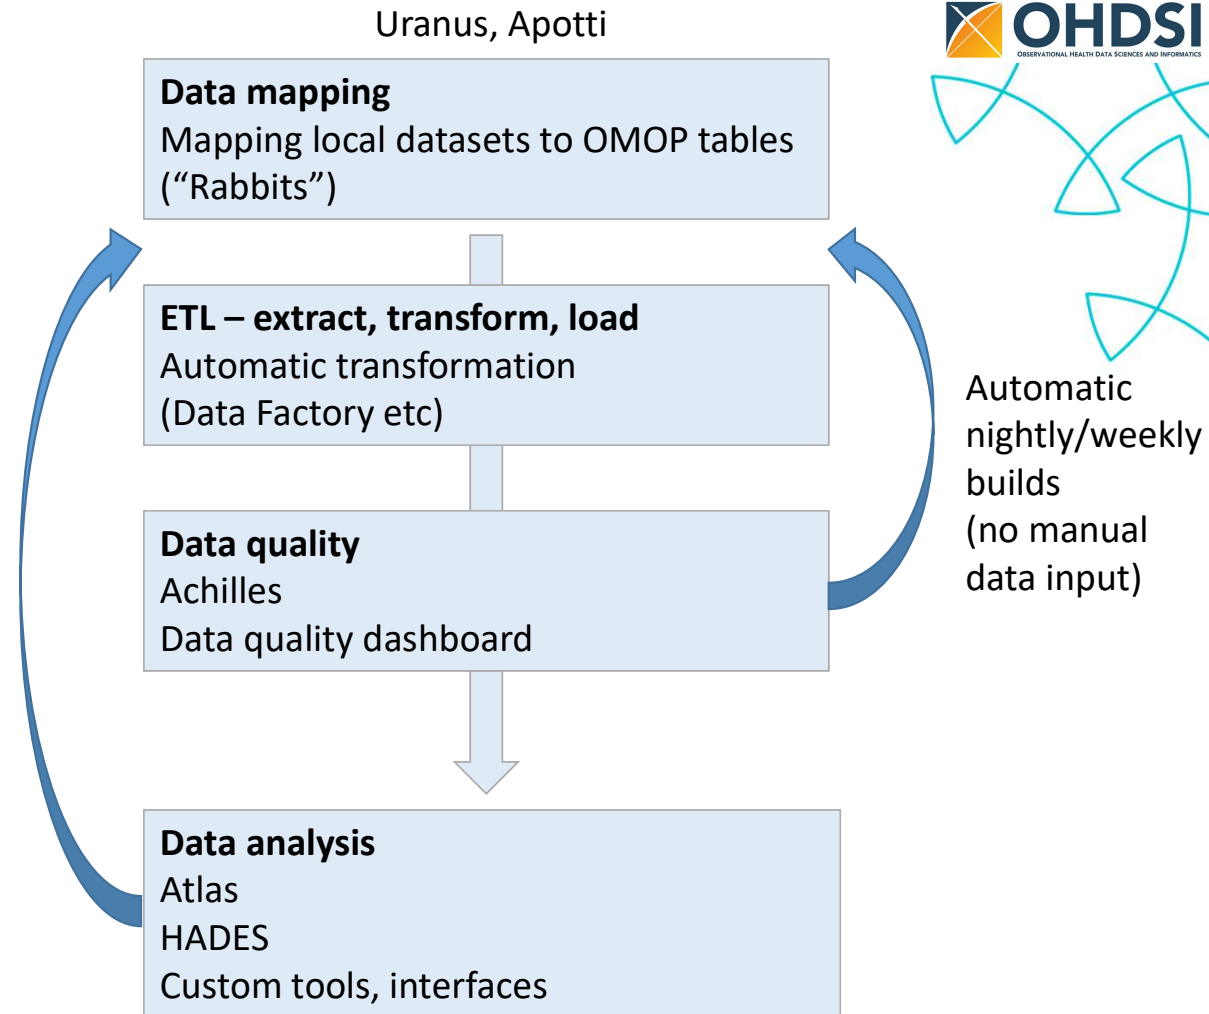 Uranus, Apotti
OHDSI
OBSERVATIONAL HEALTH DATA SCIENCES AND INFORMATICS
Data mapping
Mapping local datasets to OMOP tables
(“Rabbits”)
ETL – extract, transform, load
Automatic transformation
(Data Factory etc)
Automatic
nightly/weekly
builds
(no manual
data input)
Data quality
Achilles
Data quality dashboard
Data analysis
Atlas
HADES
Custom tools, interfaces